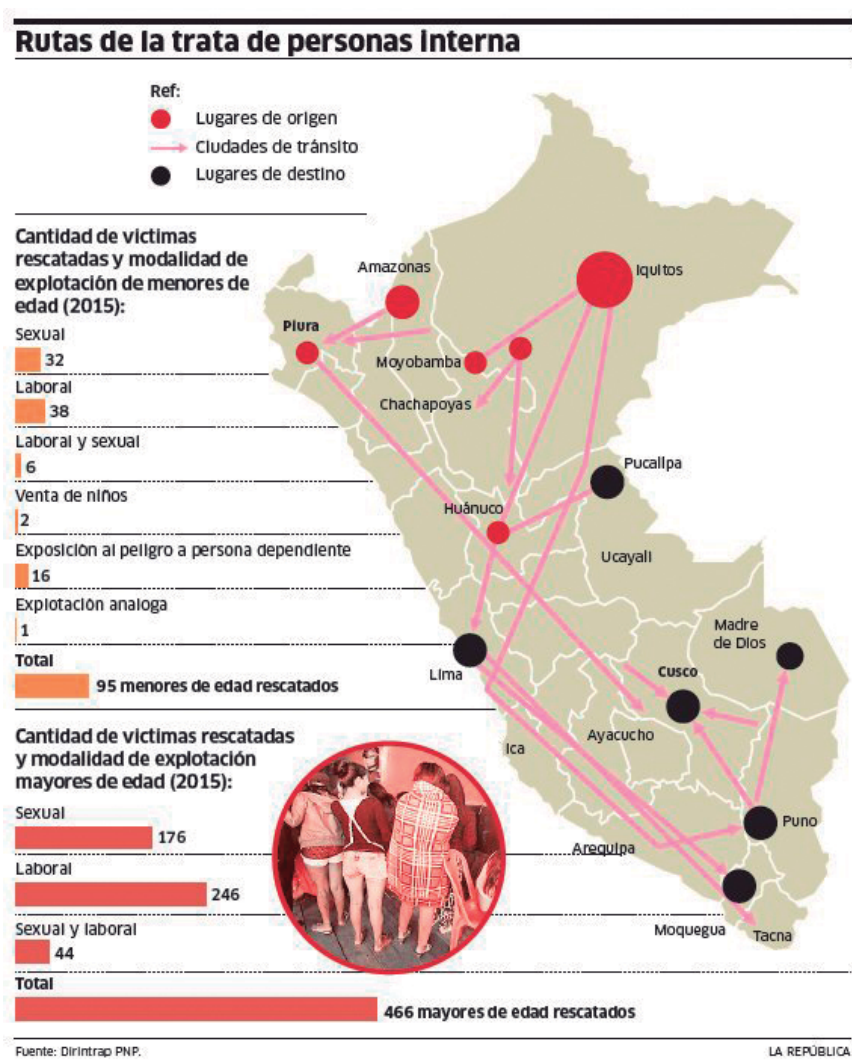 Rutas de la trata de personas interna
Ref:
Lugares de origen
Ciudades de tránsito
Lugares de destino
Cantidad de victimas
rescatadas y modalidad de
explotación de menores de
edad (2015):
Sexual
32
Laboral
38
Laboral y sexual
6
Venta de niños
2
Exposición al peligro a persona dependiente
16
Explotación analoga
1
Total
95 menores de edad rescatados
Cantidad de victimas rescatadas
y modalidad de explotación
mayores de edad (2015):
Sexual
176
Laboral
246
Sexual y laboral
44
Total
466 mayores de edad rescatados
Amazonas
Iquitos
Piura
Moyobamba
Chachapoyas
Pucallpa
Huánuco
Ucayali
Madre
de Dios
Lima
Cusco
Ayacucho
Ica
Puno
Arequipa
Moquegua
Tacna
Fuente: Dirintrap PNP.
LA REPÚBLICA